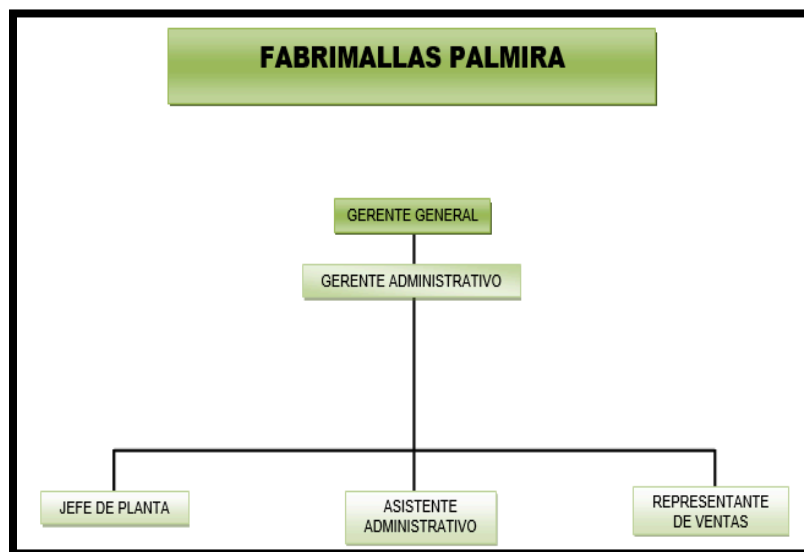 FABRIMALLAS PALMIRA
GERENTE GENERAL
GERENTE ADMINISTRATIVO
JEFE DE PLANTA
ASISTENTE
ADMINISTRATIVO
REPRESENTANTE
DE VENTAS